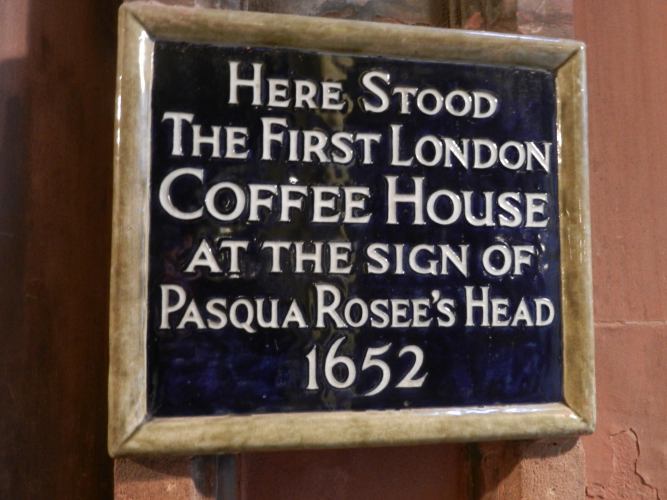 HERE STOOD
THE FIRST LONDON
COFFEE HOUSE
AT THE SIGN OF
PASQUA ROSEE'S HEAD
1652